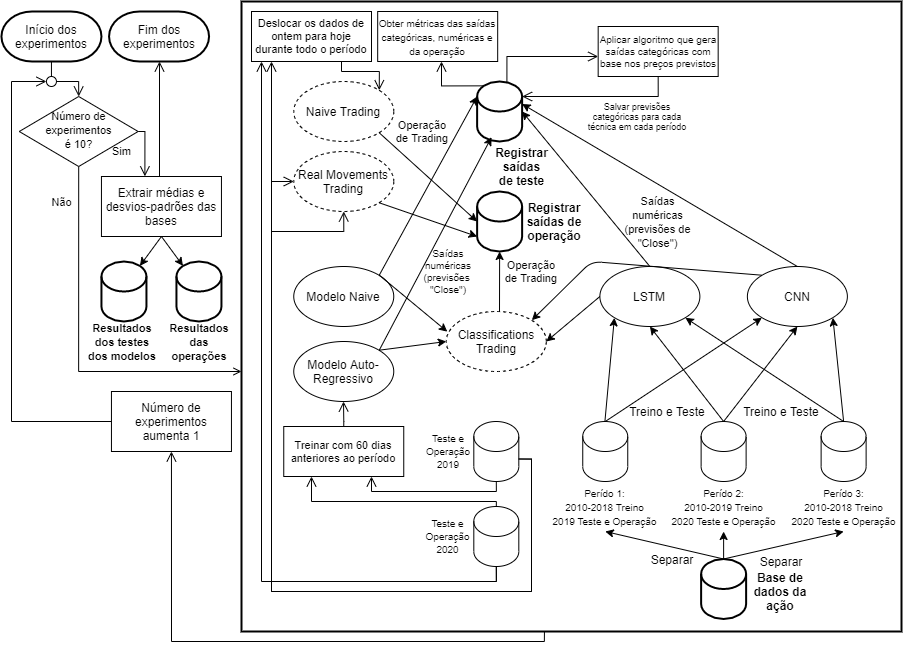 Início dos
experimentos
Fim dos
experimentos
Número de
experimentos
é 10?
Sim
Não
Extrair médias e
desvios-padrões das
bases
Resultados
dos testes
dos modelos
Resultados
das
operações
Número de
experimentos
aumenta 1
Deslocar os dados de
ontem para hoje
durante todo o período
Obter métricas das saídas
categóricas, numéricas e
da operação
Aplicar algoritmo que gera
saídas categóricas com
base nos preços previstos
Salvar previsões
categóricas para cada
técnica em cada período
Naive Trading
Operação
de Trading
Registrar
saídas
de teste
Real Movements
Trading
Registrar
saídas de
operação
Saídas
numéricas
(previsões de
"Close")
Saídas
numéricas
(previsões
"Close")
Operação
de Trading
Modelo Naive
LSTM
CNN
Classifications
Trading
Modelo Auto-
Regressivo
Treinar com 60 dias
anteriores ao período
Teste e
Operação
2019
Teste e
Operação
2020
Treino e Teste
Treino e Teste
Perído 1:
2010-2018 Treino
2019 Teste e Operação
Perído 2:
2010-2019 Treino
2020 Teste e Operação
Perído 3:
2010-2018 Treino
2020 Teste e Operação
Separar
Separar
Base de
dados da
ação